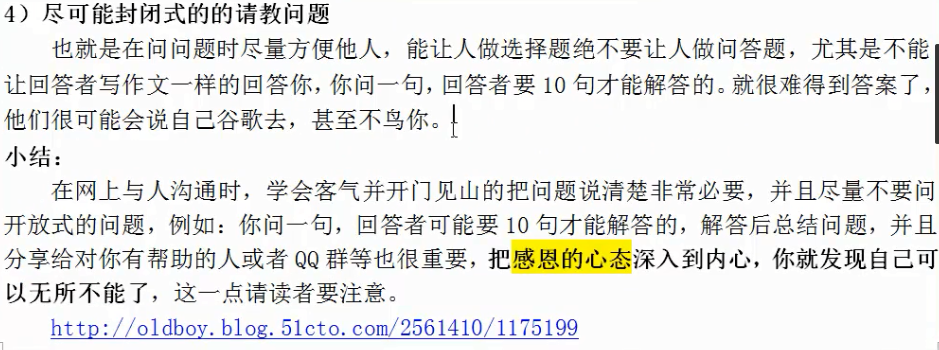 4）尽可能封闭式的的请教问题
也就是在问问题时尽量方便他人，能让人做选择题绝不要让人做问答题，尤其是不能
让回答者写作文一样的回答你，你问一句，回答者要 10 句才能解答的。就很难得到答案了，
他们很可能会说自己谷歌去，甚至不鸟你。
小结：
在网上与人沟通时，学会客气并开门见山的把问题说清楚非常必要，并且尽量不要问
开放式的问题，例如：你问一句，回答者可能要 10 句才能解答的，解答后总结问题，并且
分享给对你有帮助的人或者 QQ 群等也很重要，把感恩的心态深入到内心，你就发现自己可
以无所不能了，这一点请读者要注意。
http://oldboy.blog.51cto.com/2561410/1175199